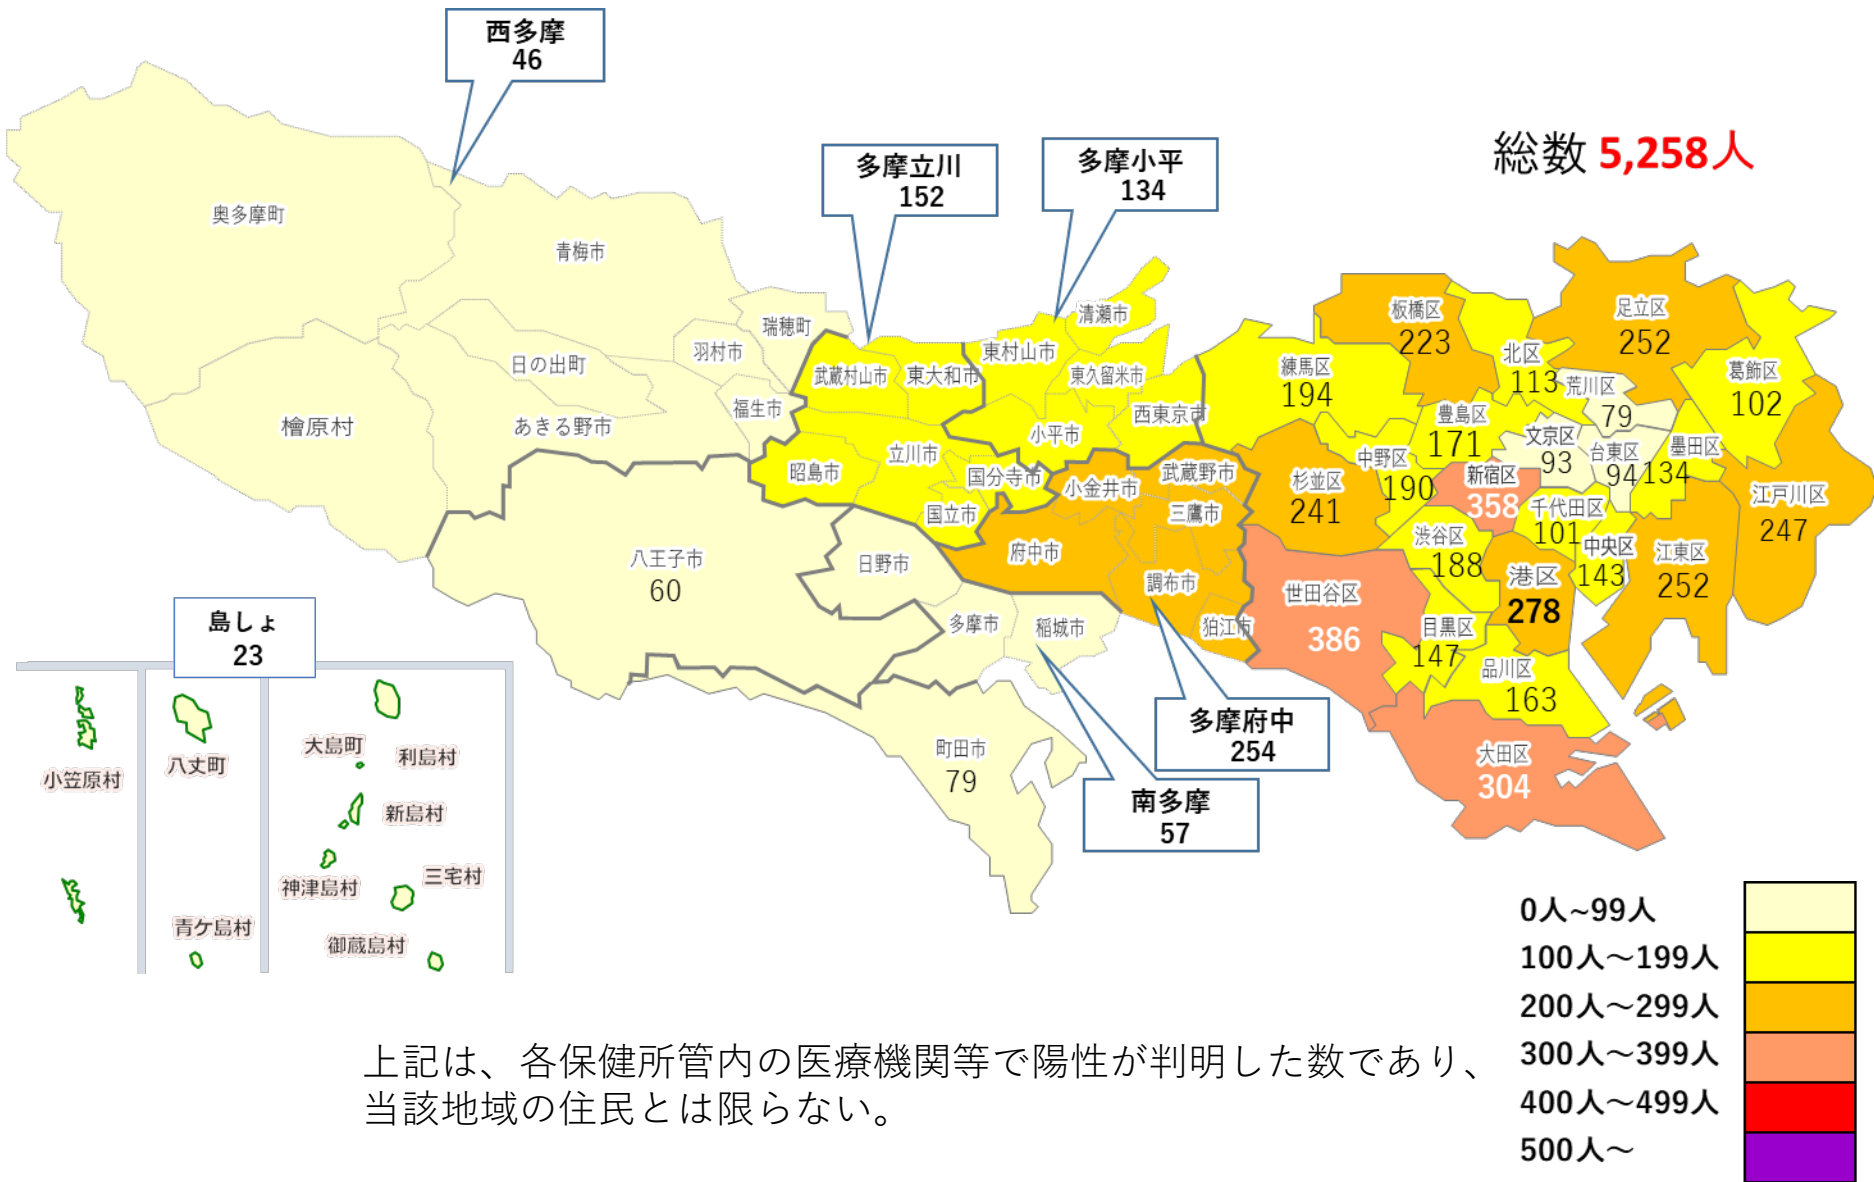 西多摩
46
総数 5,258人
多摩立川
152
多摩小平
134
奥多摩町
青梅市
瑞穂町
羽村市
日の出町
福生市
あきる野市
檜原村
武蔵村山市
東大和市
東村山市
清瀬市
東久留米市
西東京市
小平市
昭島市
立川市
国分寺市
国立市
小金井市
武蔵野市
三鷹市
府中市
調布市
狛江市
八王子市
60
日野市
多摩市
稲城市
町田市
79
板橋区
223
北区
113
足立区
252
葛飾区
102
練馬区
194
荒川区
79
豊島区
171
文京区
93
台東区
94
墨田区
134
中野区
190
杉並区
241
新宿区
358
千代田区
101
江戸川区
247
渋谷区
188
中央区
143
江東区
252
港区
278
世田谷区
386
目黒区
147
品川区
163
大田区
304
多摩府中
254
南多摩
57
島しょ
23
小笠原村
八丈町
青ケ島村
大島町
利島村
新島村
神津島村
三宅村
御蔵島村
0人~99人
100人～199人
200人～299人
300人～399人
400人～499人
500人～
上記は、各保健所管内の医療機関等で陽性が判明した数であり、
当該地域の住民とは限らない。